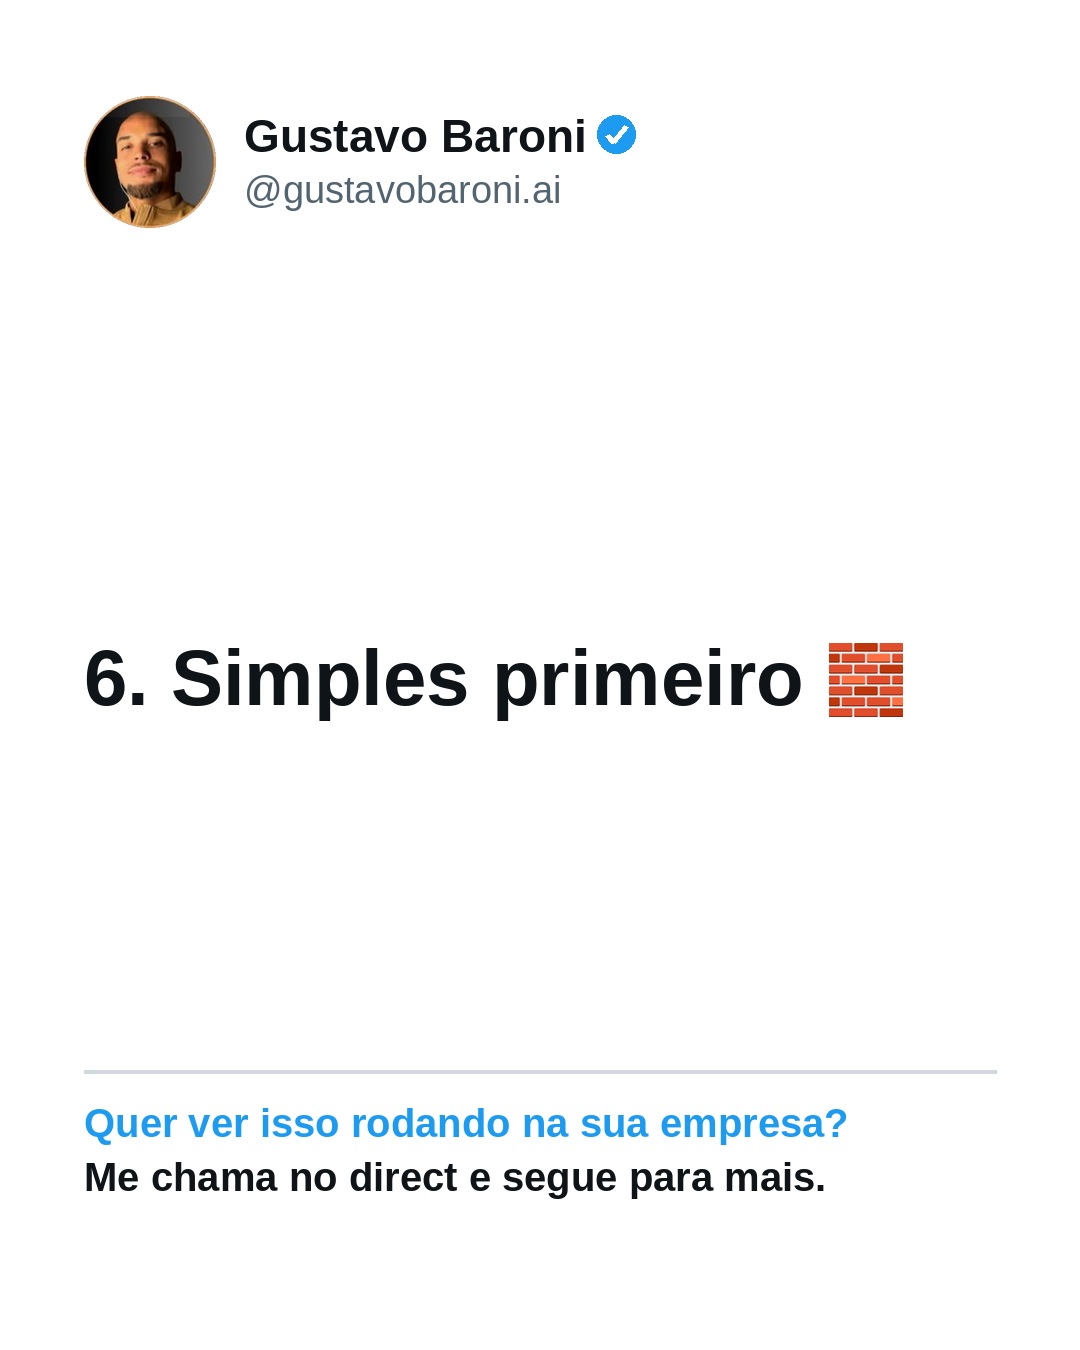 Gustavo Baroni
@gustavobaroni.ai
6. Simples primeiro 🧱
Quer ver isso rodando na sua empresa?
Me chama no direct e segue para mais.